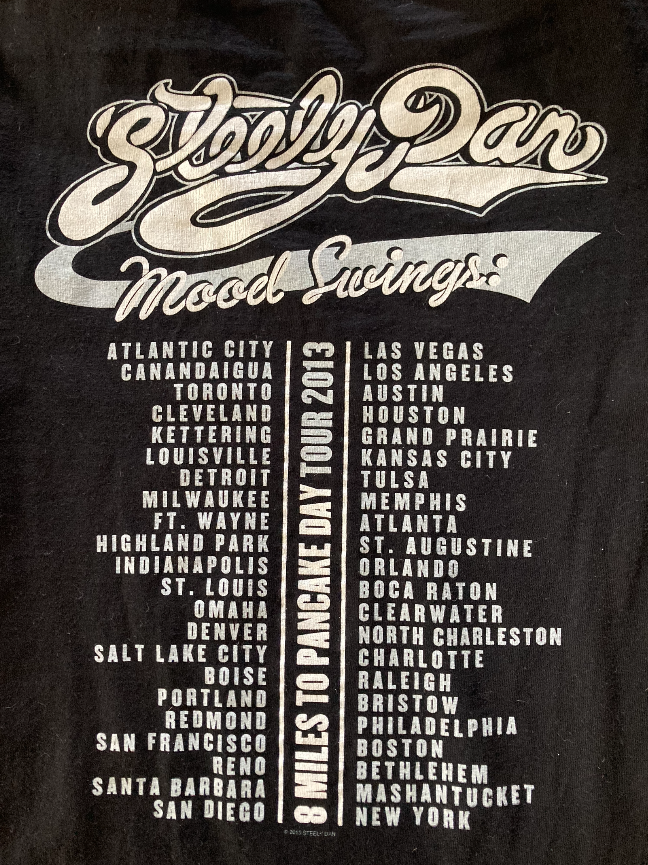 Steely Dan
Mood Swings:
8 MILES TO PANCAKE DAY TOUR 2013
ATLANTIC CITY
CANANDAIGUA
TORONTO
CLEVELAND
KETTERING
LOUISVILLE
DETROIT
MILWAUKEE
FT. WAYNE
HIGHLAND PARK
INDIANAPOLIS
ST. LOUIS
OMAHA
DENVER
SALT LAKE CITY
BOISE
PORTLAND
REDMOND
SAN FRANCISCO
RENO
SANTA BARBARA
SAN DIEGO
LAS VEGAS
LOS ANGELES
AUSTIN
HOUSTON
GRAND PRAIRIE
KANSAS CITY
TULSA
MEMPHIS
ATLANTA
ST. AUGUSTINE
ORLANDO
BOCA RATON
CLEARWATER
NORTH CHARLESTON
CHARLOTTE
RALEIGH
BRISTOW
PHILADELPHIA
BOSTON
BETHLEHEM
MASHANTUCKET
NEW YORK
© 2013 STEELY DAN